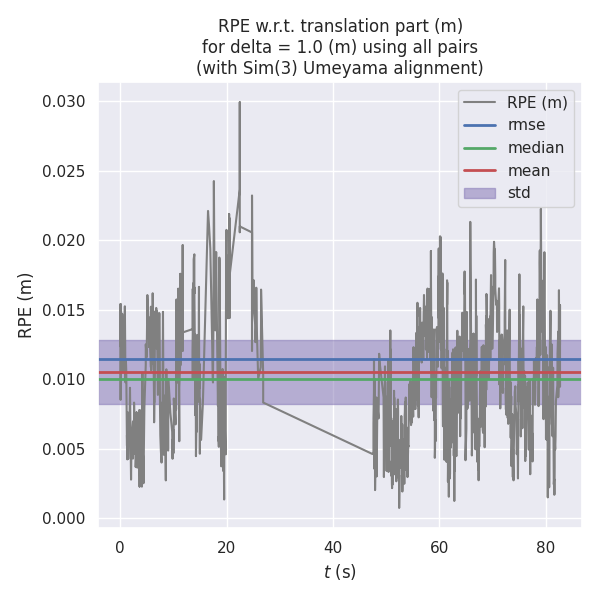 RPE w.r.t. translation part (m)
for delta = 1.0 (m) using all pairs
(with Sim(3) Umeyama alignment)
RPE (m)
rmse
median
mean
std
0.030
0.025
0.020
0.015
0.010
0.005
0.000
RPE (m)
0
20
40
60
80
t (s)